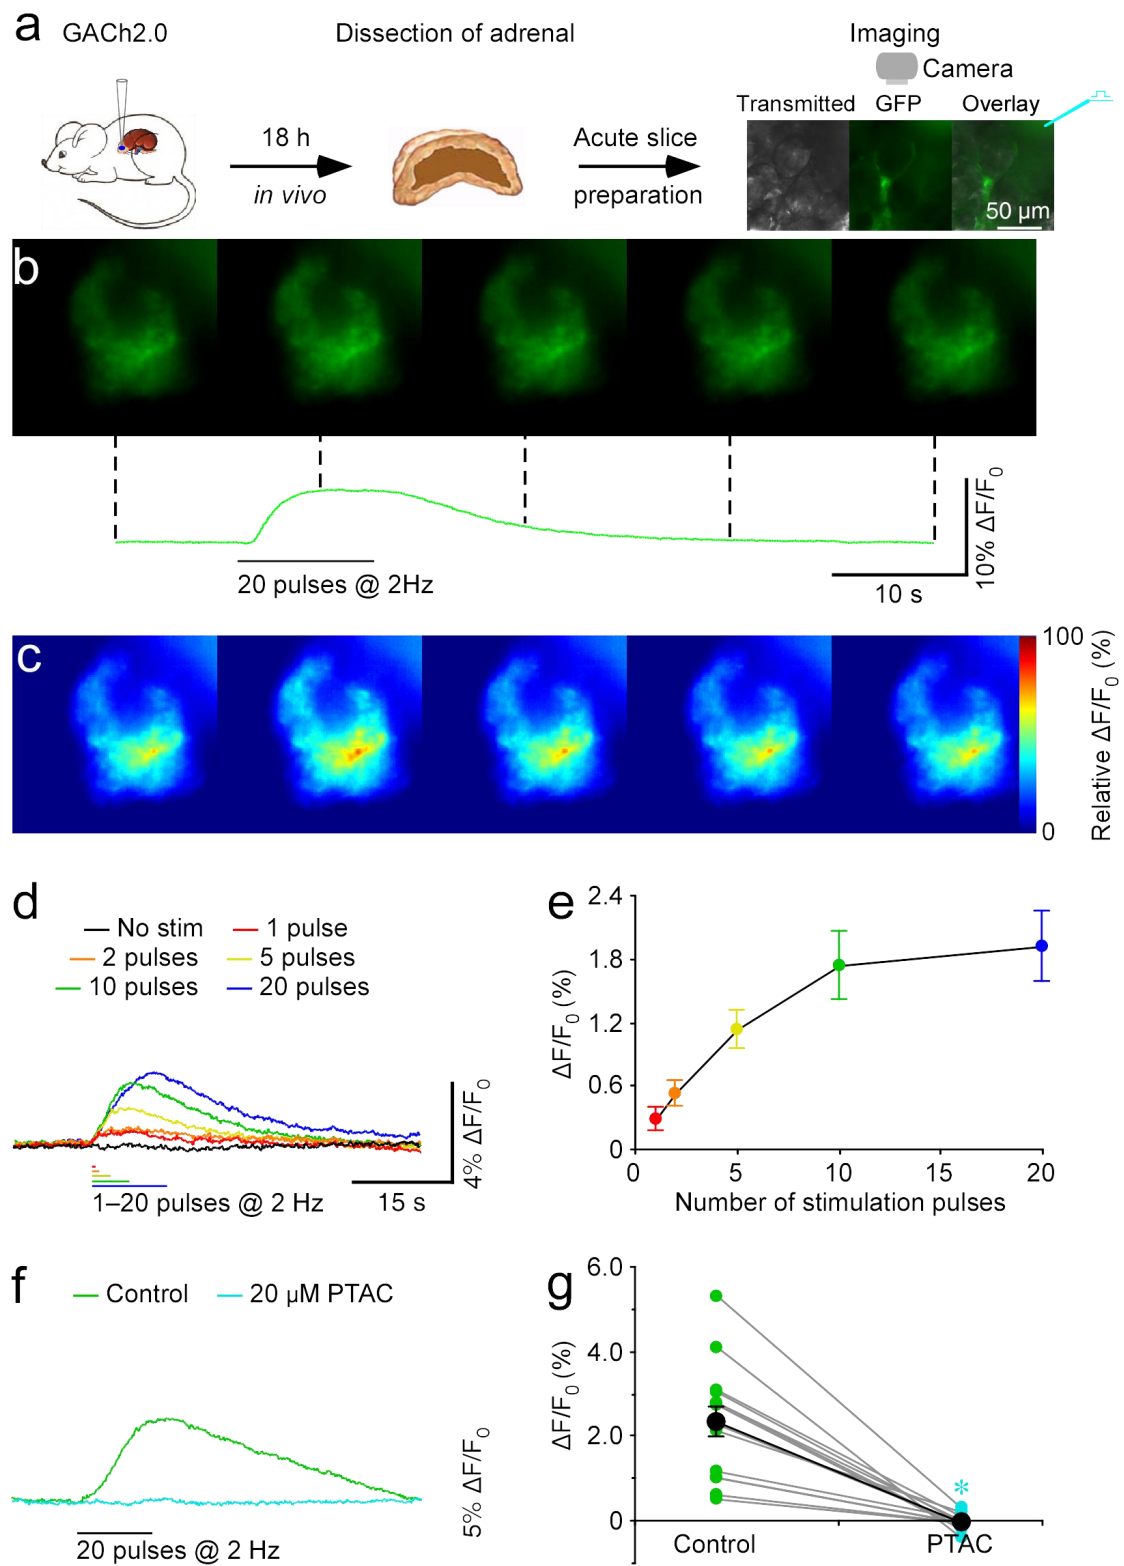 a
GACh2.0
Dissection of adrenal
Imaging
Camera
Transmitted GFP Overlay
18 h
in vivo
Acute slice
preparation
50 µm
b
20 pulses @ 2Hz
10 s
10% ΔF/F0
c
100
0
Relative ΔF/F0 (%)
d
No stim 1 pulse
2 pulses 5 pulses
10 pulses 20 pulses
4% ΔF/F0
1–20 pulses @ 2 Hz
15 s
e
2.4
1.8
1.2
0.6
0
ΔF/F0 (%)
0 5 10 15 20
Number of stimulation pulses
f
Control 20 µM PTAC
5% ΔF/F0
20 pulses @ 2 Hz
g
6.0
4.0
2.0
0
ΔF/F0 (%)
*
Control PTAC